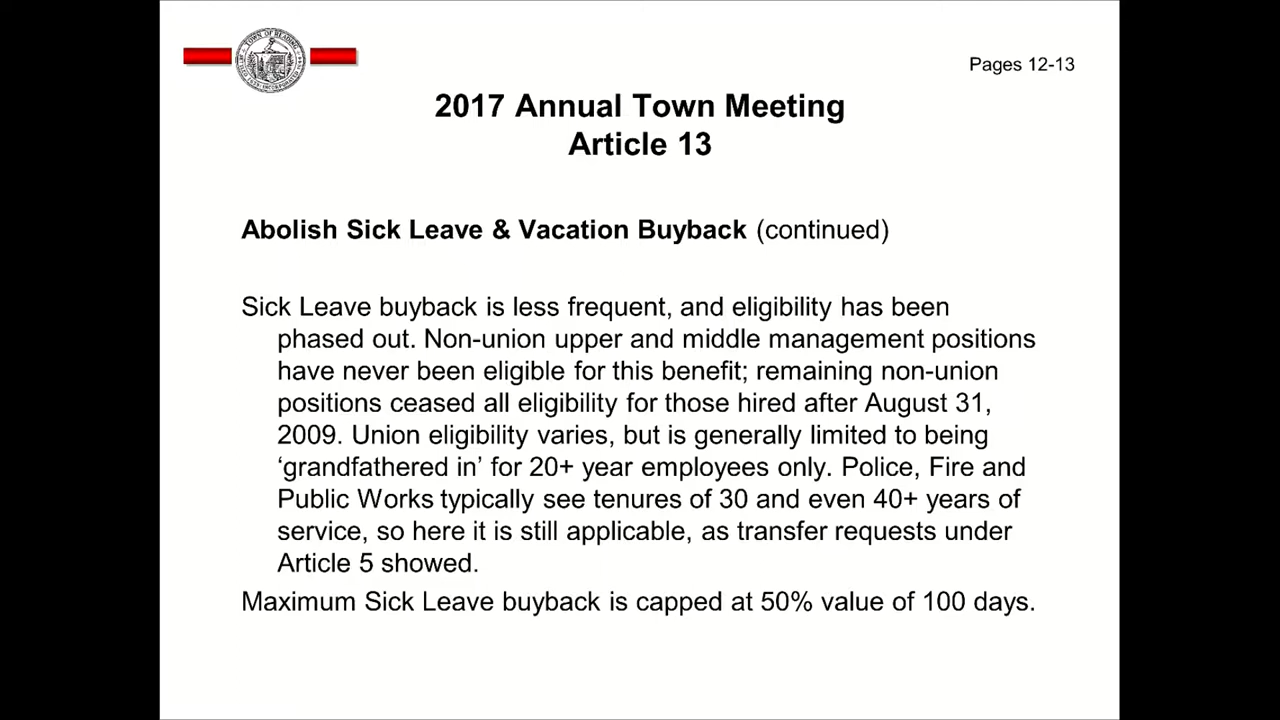 TOWN OF READING
Pages 12-13
2017 Annual Town Meeting
Article 13
Abolish Sick Leave & Vacation Buyback (continued)
Sick Leave buyback is less frequent, and eligibility has been
phased out. Non-union upper and middle management positions
have never been eligible for this benefit; remaining non-union
positions ceased all eligibility for those hired after August 31,
2009. Union eligibility varies, but is generally limited to being
‘grandfathered in’ for 20+ year employees only. Police, Fire and
Public Works typically see tenures of 30 and even 40+ years of
service, so here it is still applicable, as transfer requests under
Article 5 showed.
Maximum Sick Leave buyback is capped at 50% value of 100 days.